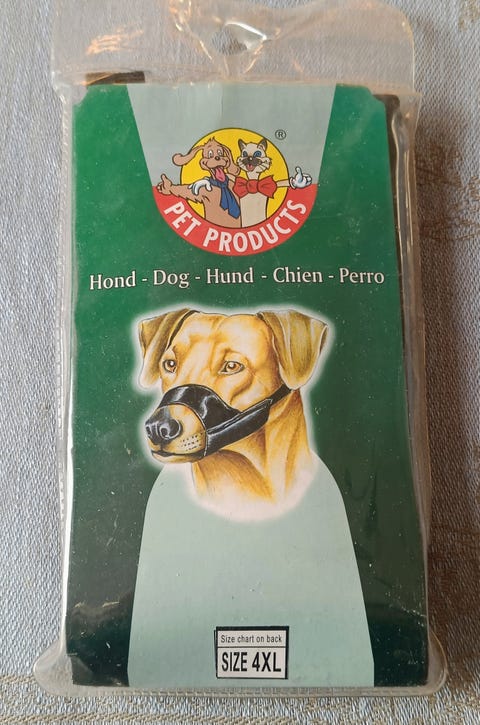 ®
PET PRODUCTS
Hond - Dog - Hund - Chien - Perro
Size chart on back
SIZE 4XL